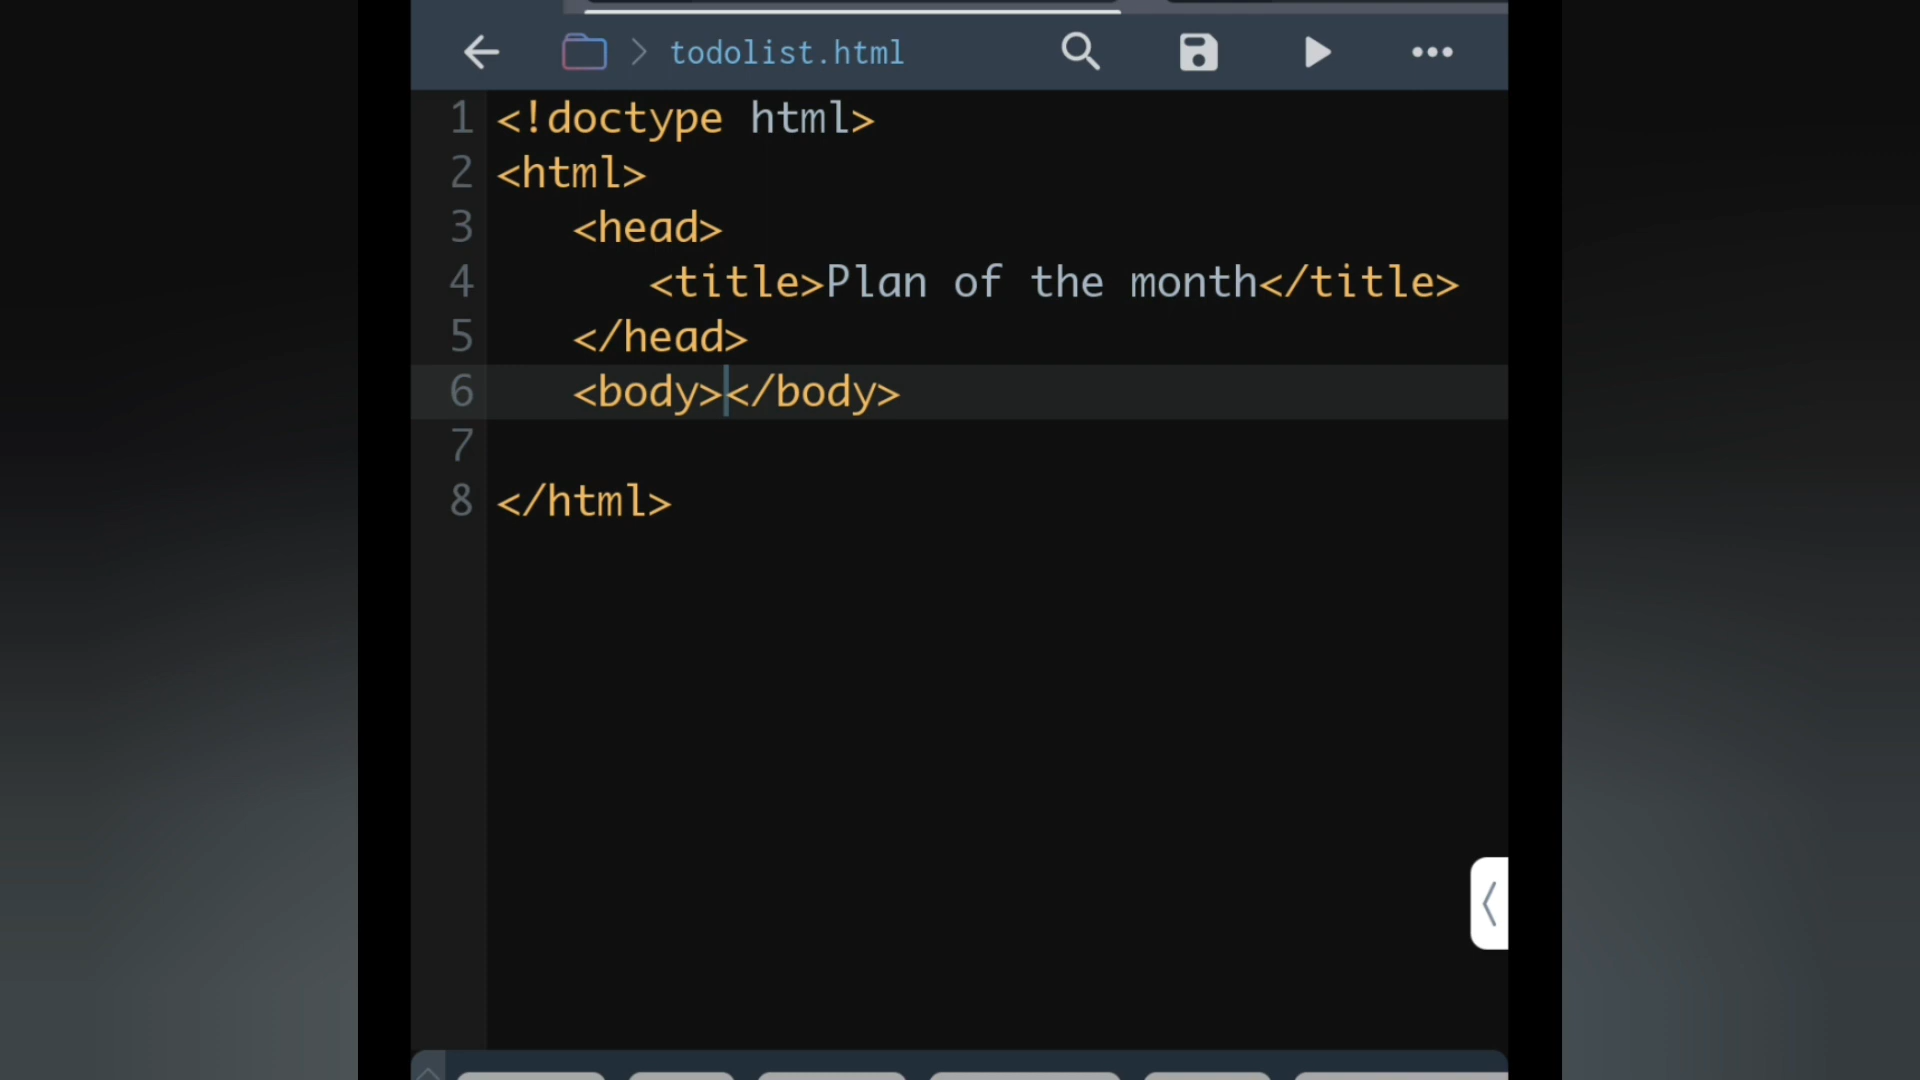 todolist.html
1 <!doctype html>
2 <html>
3 <head>
4 <title>Plan of the month</title>
5 </head>
6 <body></body>
7
8 </html>